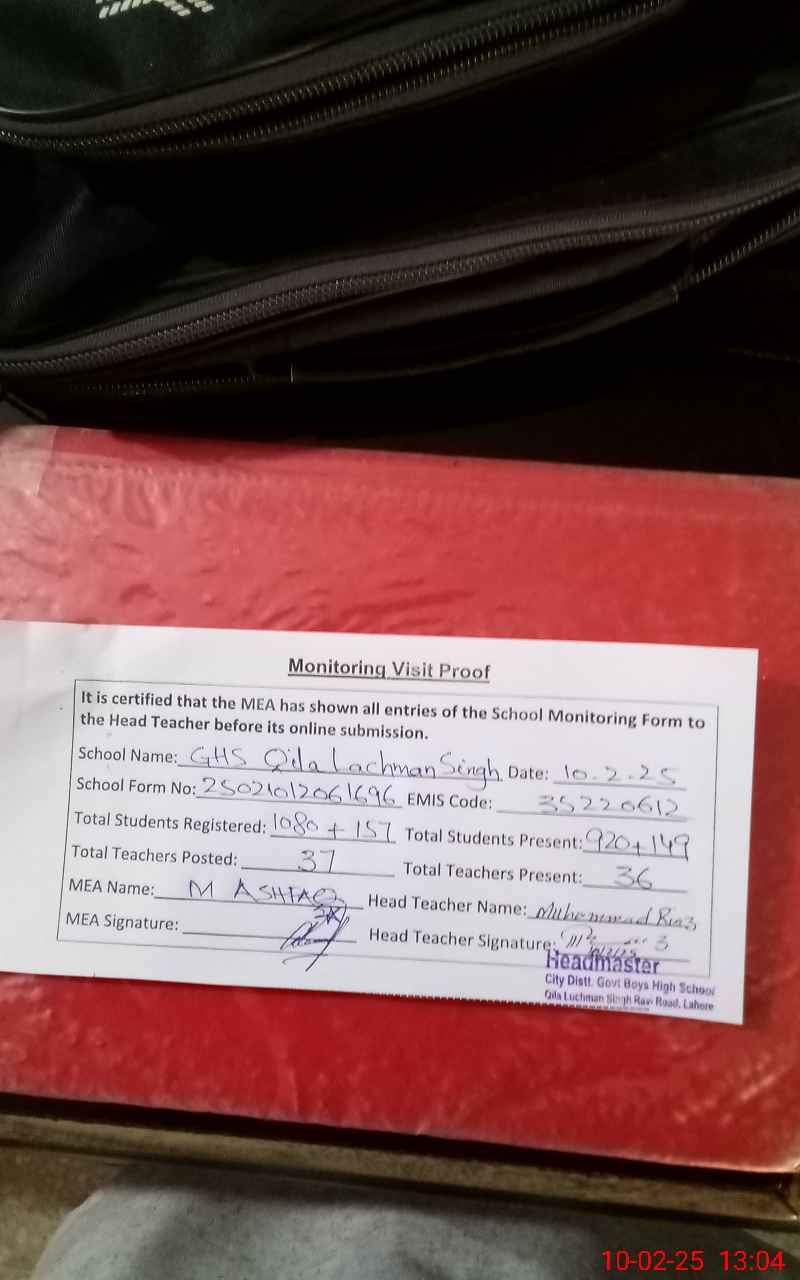 Monitoring Visit Proof
It is certified that the MEA has shown all entries of the School Monitoring Form to
the Head Teacher before its online submission.
School Name: GHS Qila Lachman Singh Date: 10.2.25
School Form No: 25021012061696 EMIS Code: 35220612
Total Students Registered: 1080 + 157 Total Students Present: 920+149
Total Teachers Posted: 37 Total Teachers Present: 36
MEA Name: M ASHFAQ Head Teacher Name: Muhammad Riaz
MEA Signature: Head Teacher Signature:
Headmaster
City Distt. Govt Boys High School
Qila Luchman Singh Ravi Road, Lahore
10-02-25 13:04